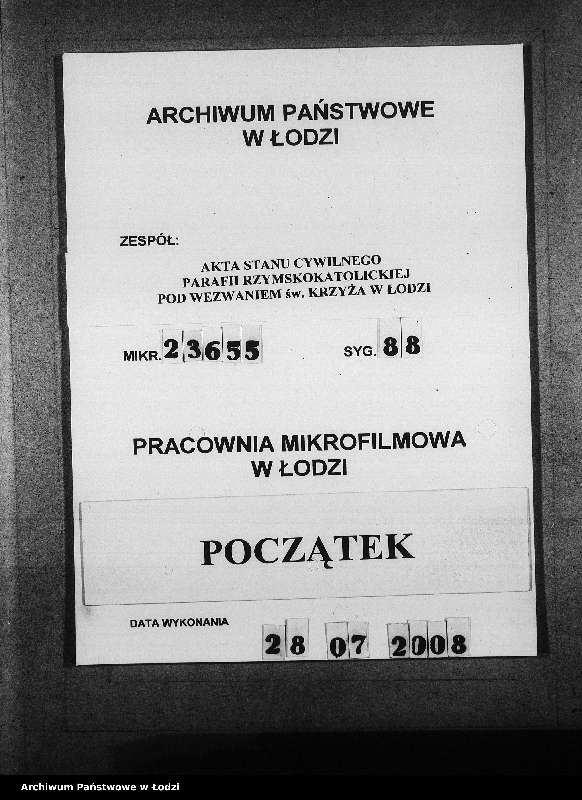 ARCHIWUM PAŃSTWOWE
W ŁODZI
ZESPÓŁ:
AKTA STANU CYWILNEGO
PARAFII RZYMSKOKATOLICKIEJ
POD WEZWANIEM św. KRZYŻA W ŁODZI
MIKR. 23655 SYG. 88
PRACOWNIA MIKROFILMOWA
W ŁODZI
POCZĄTEK
DATA WYKONANIA 28 07 2008
Archiwum Państwowe w Łodzi